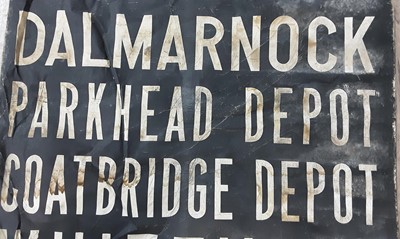 DALMARNOCK
PARKHEAD DEPOT
COATBRIDGE DEPOT